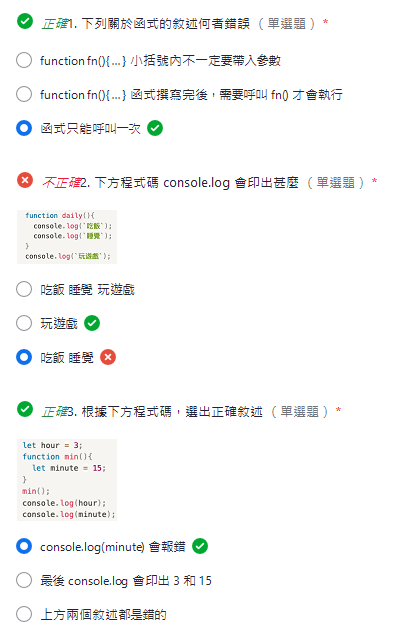 正確1. 下列關於函式的敘述何者錯誤 （單選題） *
function fn(){...} 小括號內不一定要帶入參數
function fn(){...} 函式撰寫完後，需要呼叫 fn() 才會執行
函式只能呼叫一次
不正確2. 下方程式碼 console.log 會印出甚麼 （單選題） *
function daily(){
console.log(`吃飯`);
console.log(`睡覺`);
}
console.log(`玩遊戲`);
吃飯 睡覺 玩遊戲
玩遊戲
吃飯 睡覺
正確3. 根據下方程式碼，選出正確敘述 （單選題） *
let hour = 3;
function min(){
let minute = 15;
}
min();
console.log(hour);
console.log(minute);
console.log(minute) 會報錯
最後 console.log 會印出 3 和 15
上方兩個敘述都是錯的